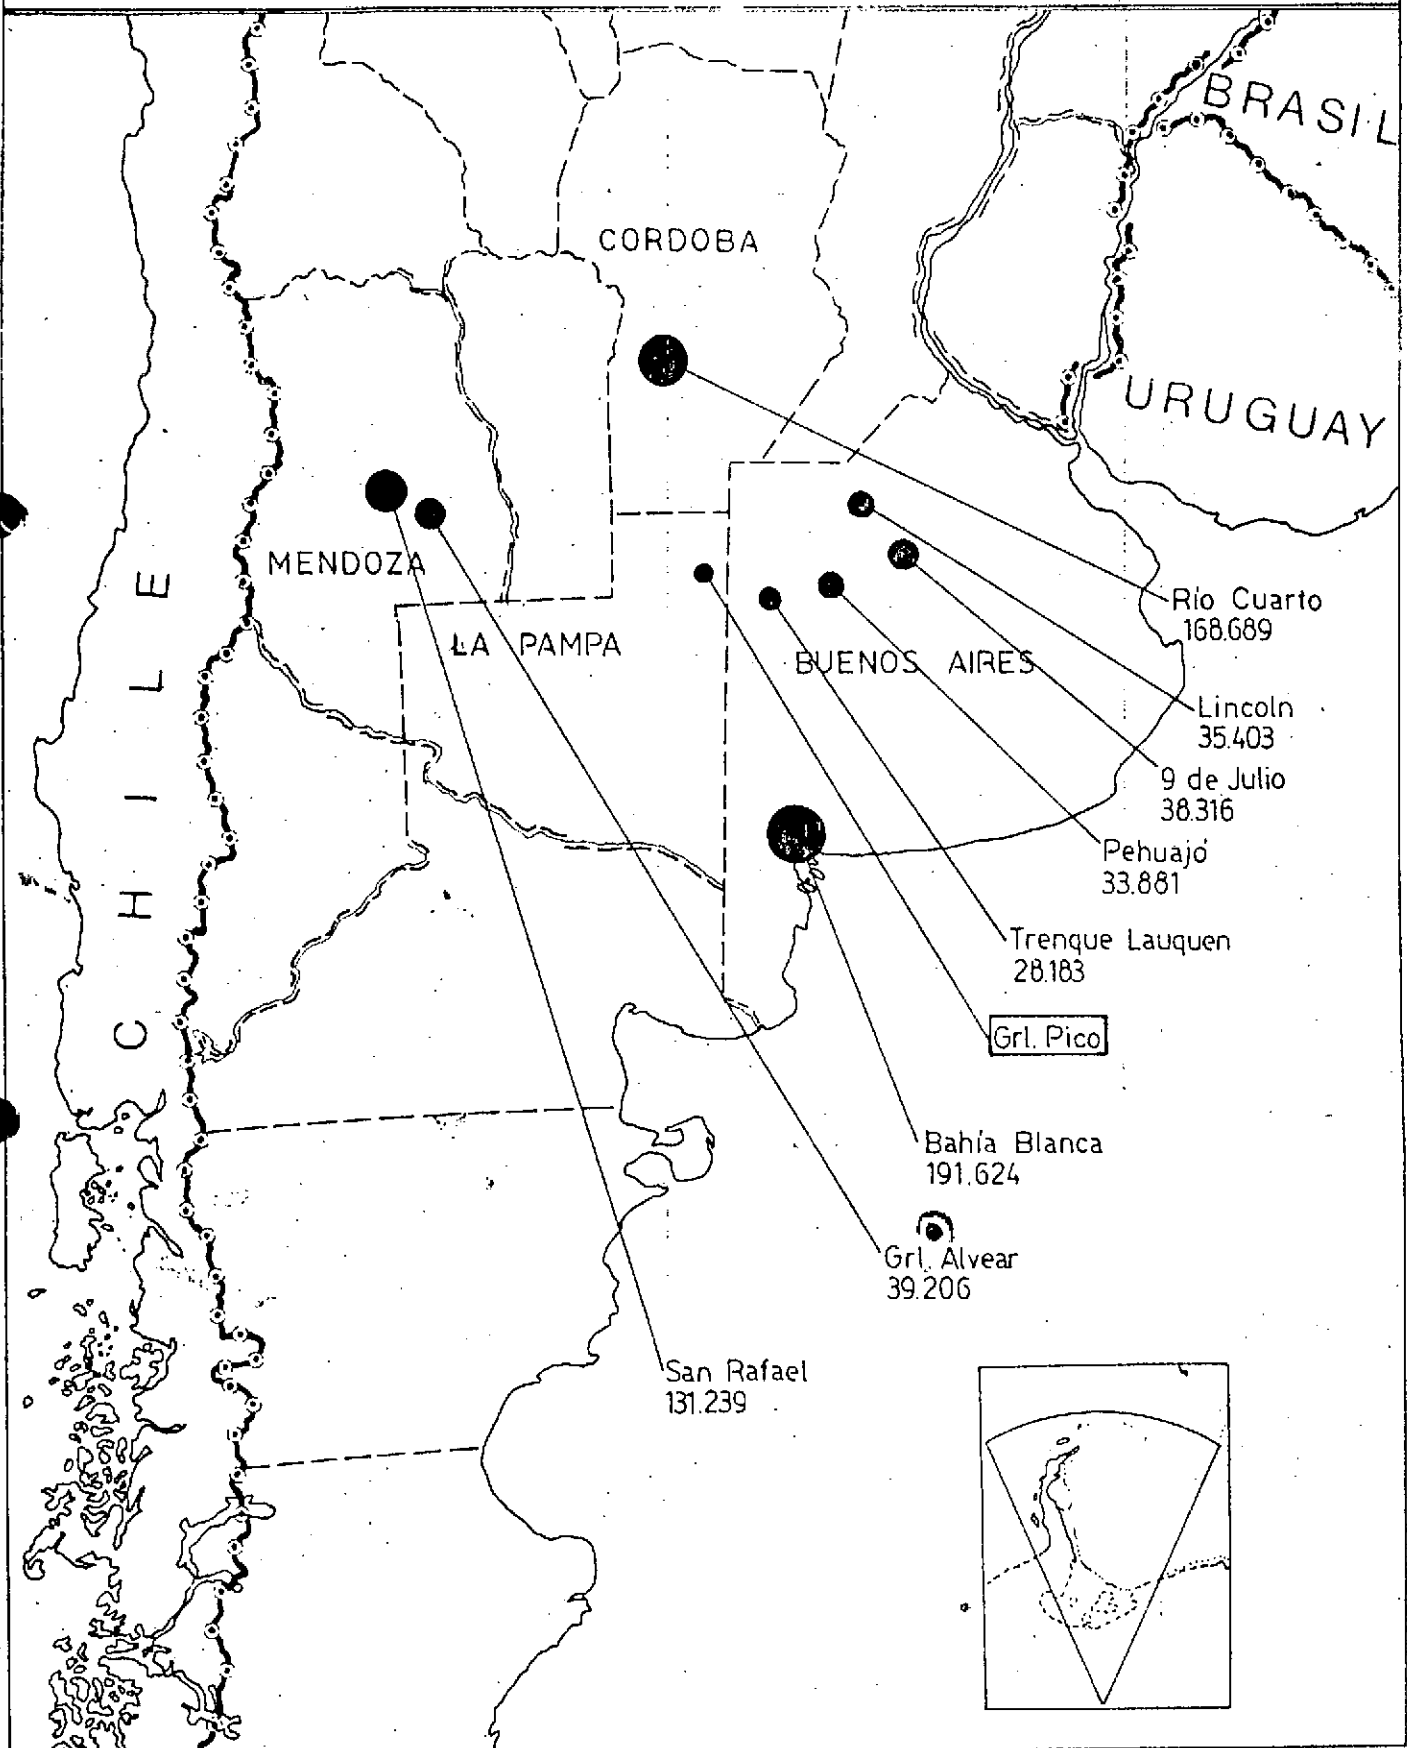 BRASIL
CORDOBA
URUGUAY
MENDOZA
CHILE
Río Cuarto
168.689
LA PAMPA
BUENOS AIRES
Lincoln
35.403
9 de Julio
38.316
Pehuajó
33.881
Trenque Lauquen
28.183
Grl. Pico
Bahía Blanca
191.624
Grl. Alvear
39.206
San Rafael
131.239